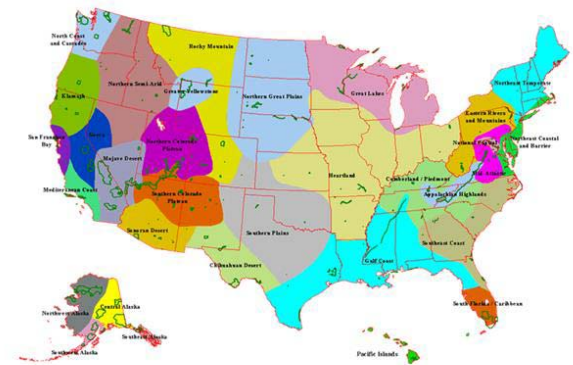 North Coast
and Cascades
Rocky Mountain
Northern Semi-Arid
Greater Yellowstone
Northern Great Plains
Great Lakes
Northeast Temperate
Klamath
Eastern Rivers
and Mountains
San Francisco
Bay
Sierra
Northern Colorado
Plateau
National Capital
Northeast Coastal
and Barrier
Mojave Desert
Mid-Atlantic
Mediterranean Coast
Heartland
Cumberland / Piedmont
Southern Colorado
Plateau
Appalachian Highlands
Sonoran Desert
Southern Plains
Southeast Coast
Chihuahuan Desert
Gulf Coast
Central Alaska
Northwest Alaska
South Florida / Caribbean
Southeast Alaska
Southwest Alaska
Pacific Islands